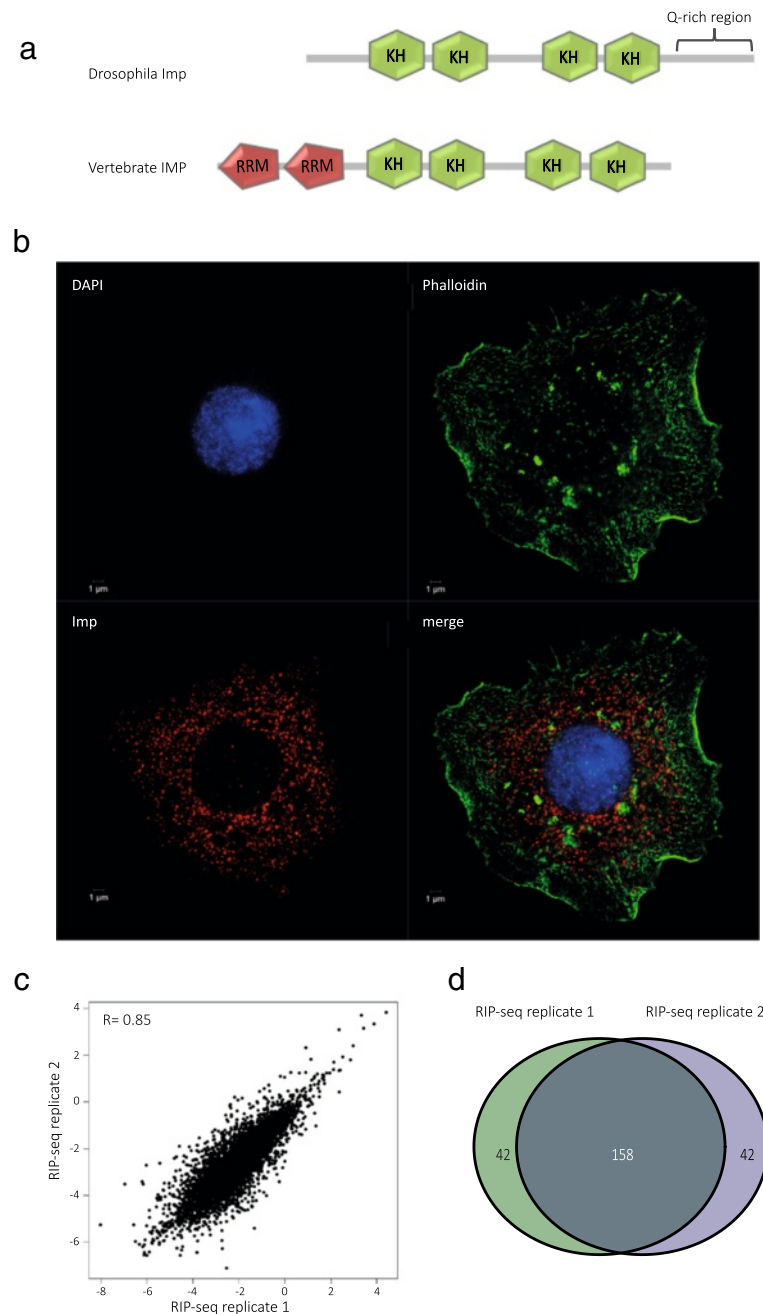 a
Q-rich region
Drosophila Imp
KH KH KH KH
Vertebrate IMP
RRM RRM KH KH KH KH
b
DAPI
Phalloidin
1 µm
1 µm
Imp
merge
1 µm
1 µm
c
R= 0.85
RIP-seq replicate 2
4
2
0
-2
-4
-6
-8 -6 -4 -2 0 2 4
RIP-seq replicate 1
d
RIP-seq replicate 1
RIP-seq replicate 2
42
158
42